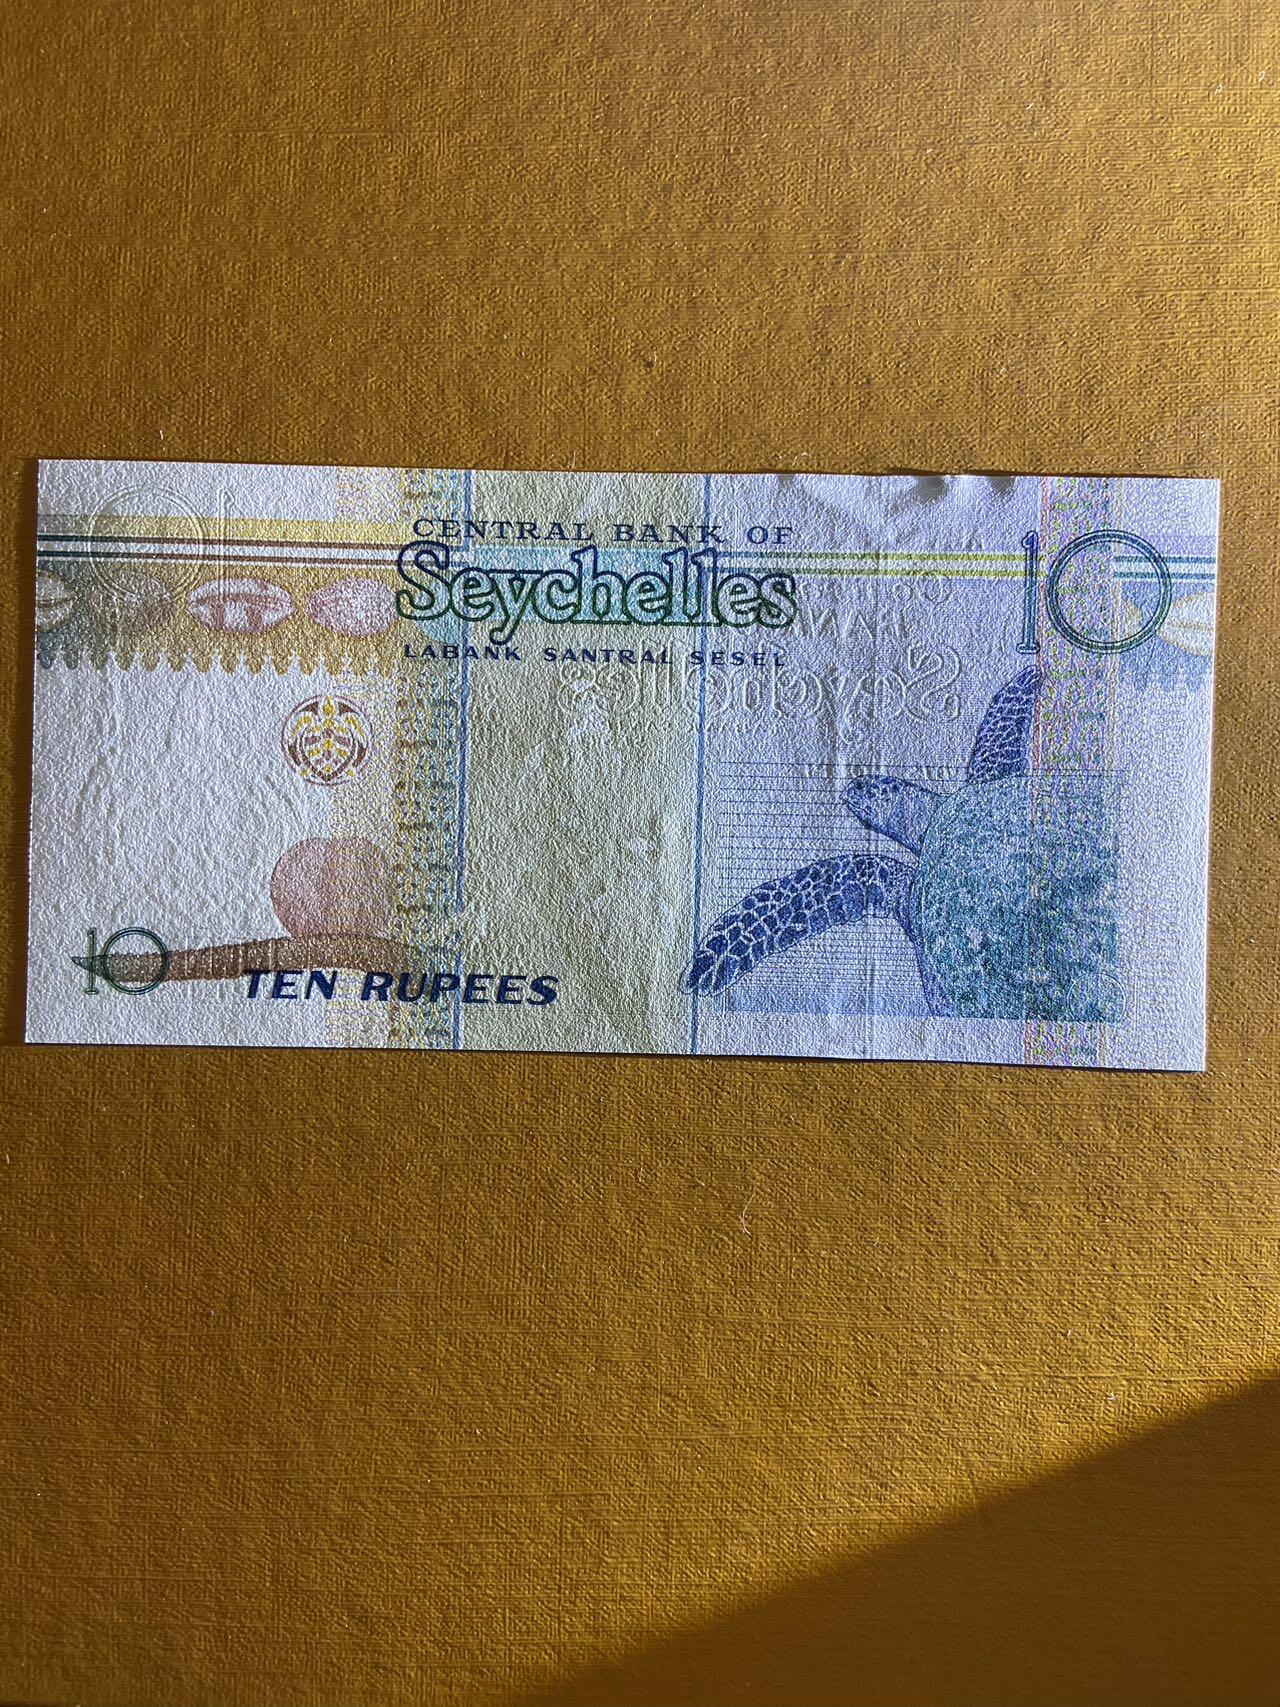 CENTRAL BANK OF
Seychelles
LABANK SANTRAL SESEL
10
10
TEN RUPEES